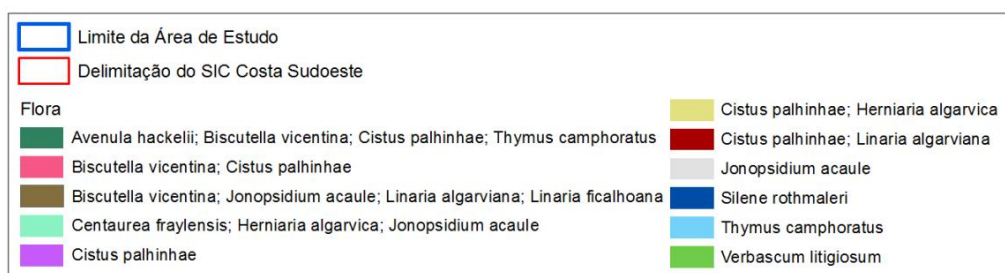 Limite da Área de Estudo
Delimitação do SIC Costa Sudoeste
Flora
Avenula hackelii; Biscutella vicentina; Cistus palhinhae; Thymus camphoratus
Biscutella vicentina; Cistus palhinhae
Biscutella vicentina; Jonopsidium acaule; Linaria algarviana; Linaria ficalhoana
Centaurea fraylensis; Herniaria algarvica; Jonopsidium acaule
Cistus palhinhae
Cistus palhinhae; Herniaria algarvica
Cistus palhinhae; Linaria algarviana
Jonopsidium acaule
Silene rothmaleri
Thymus camphoratus
Verbascum litigiosum